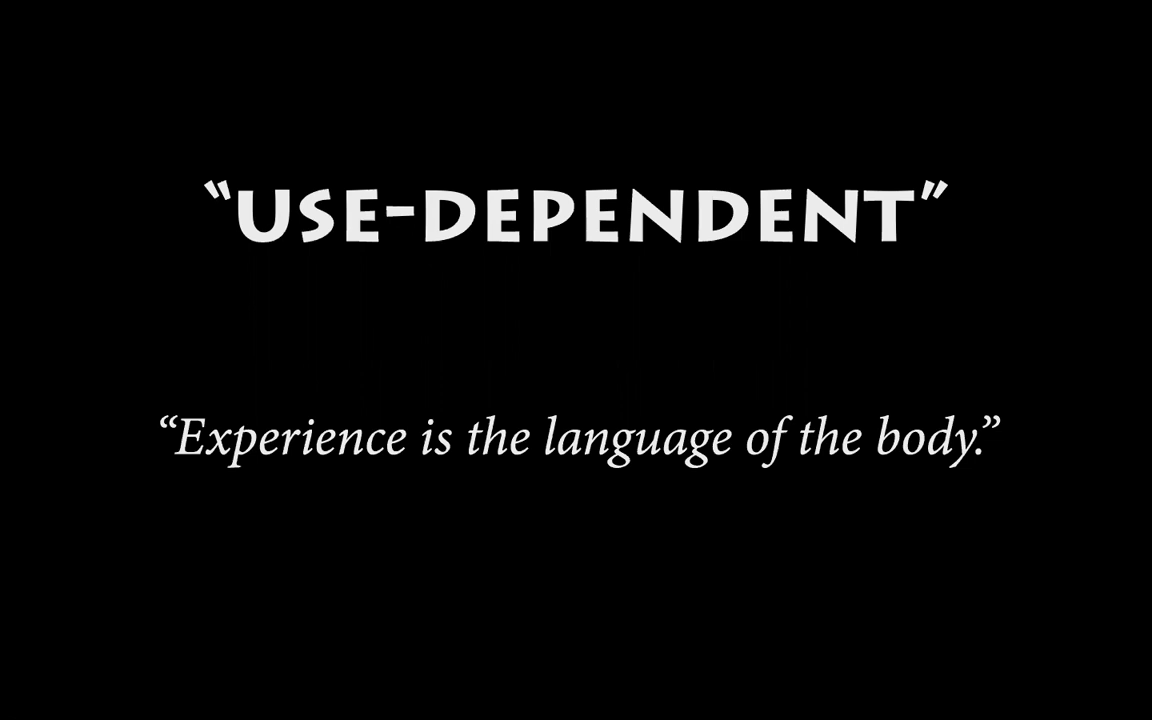 “USE-DEPENDENT”
“Experience is the language of the body.”